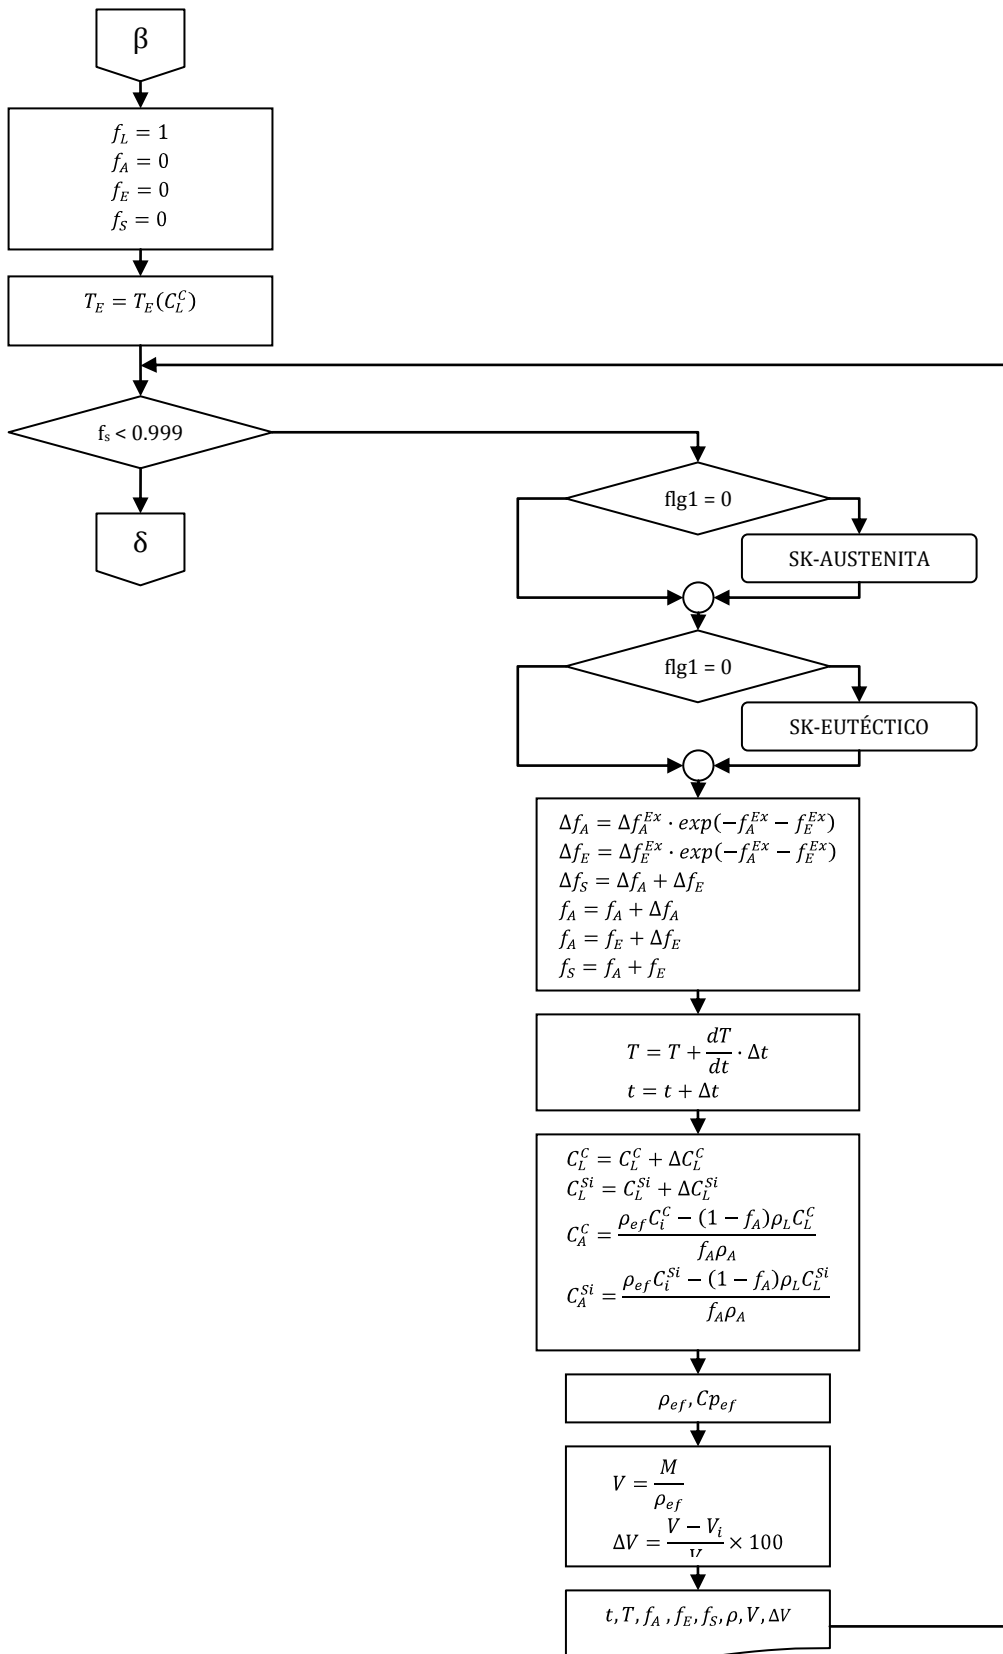 β
f_L = 1
f_A = 0
f_E = 0
f_S = 0
T_E = T_E(C_L^C)
f_s < 0.999
δ
flg1 = 0
SK-AUSTENITA
flg1 = 0
SK-EUTÉCTICO
Δf_A = Δf_A^{Ex} · exp(−f_A^{Ex} − f_E^{Ex})
Δf_E = Δf_E^{Ex} · exp(−f_A^{Ex} − f_E^{Ex})
Δf_S = Δf_A + Δf_E
f_A = f_A + Δf_A
f_A = f_E + Δf_E
f_S = f_A + f_E
T = T + \frac{dT}{dt} · Δt
t = t + Δt
C_L^C = C_L^C + ΔC_L^C
C_L^{Si} = C_L^{Si} + ΔC_L^{Si}
C_A^C = \frac{ρ_{ef}C_i^C − (1 − f_A)ρ_L C_L^C}{f_A ρ_A}
C_A^{Si} = \frac{ρ_{ef}C_i^{Si} − (1 − f_A)ρ_L C_L^{Si}}{f_A ρ_A}
ρ_{ef}, Cp_{ef}
V = \frac{M}{ρ_{ef}}
ΔV = \frac{V − V_i}{V} × 100
t, T, f_A , f_E, f_S, ρ, V, ΔV